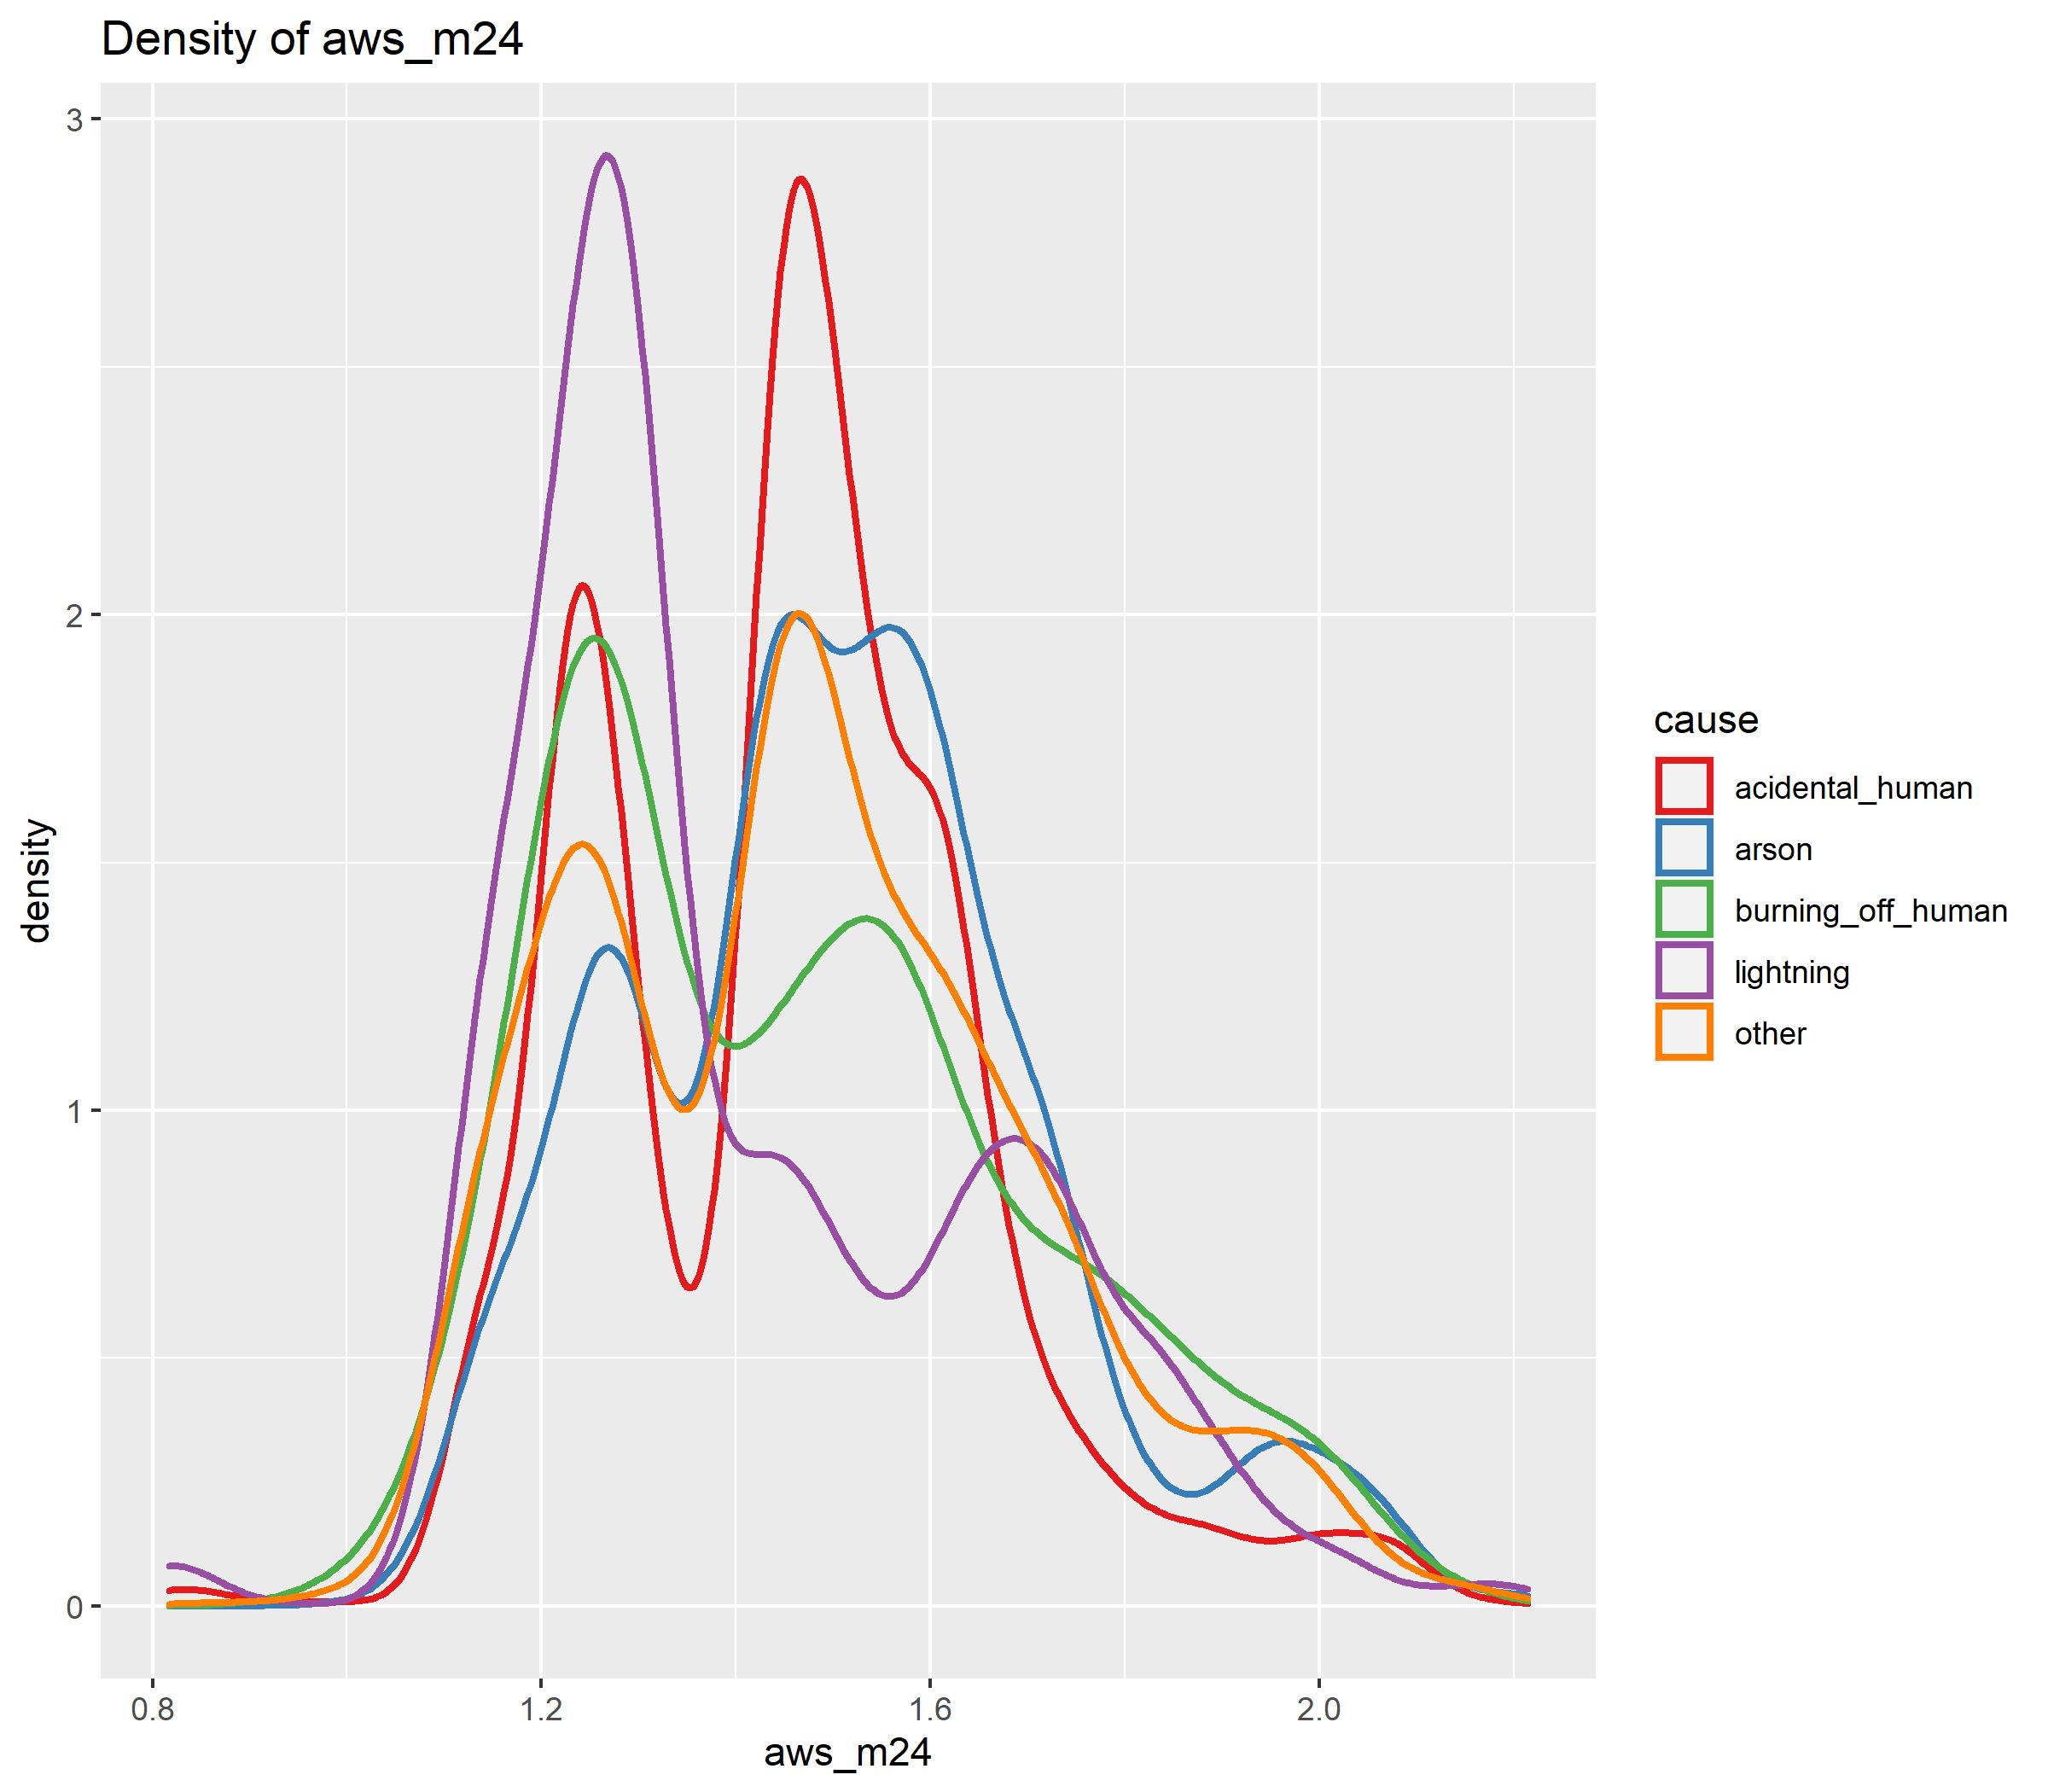 Density of aws_m24
3
2
1
0
density
0.8
1.2
1.6
2.0
aws_m24
cause
acidental_human
arson
burning_off_human
lightning
other